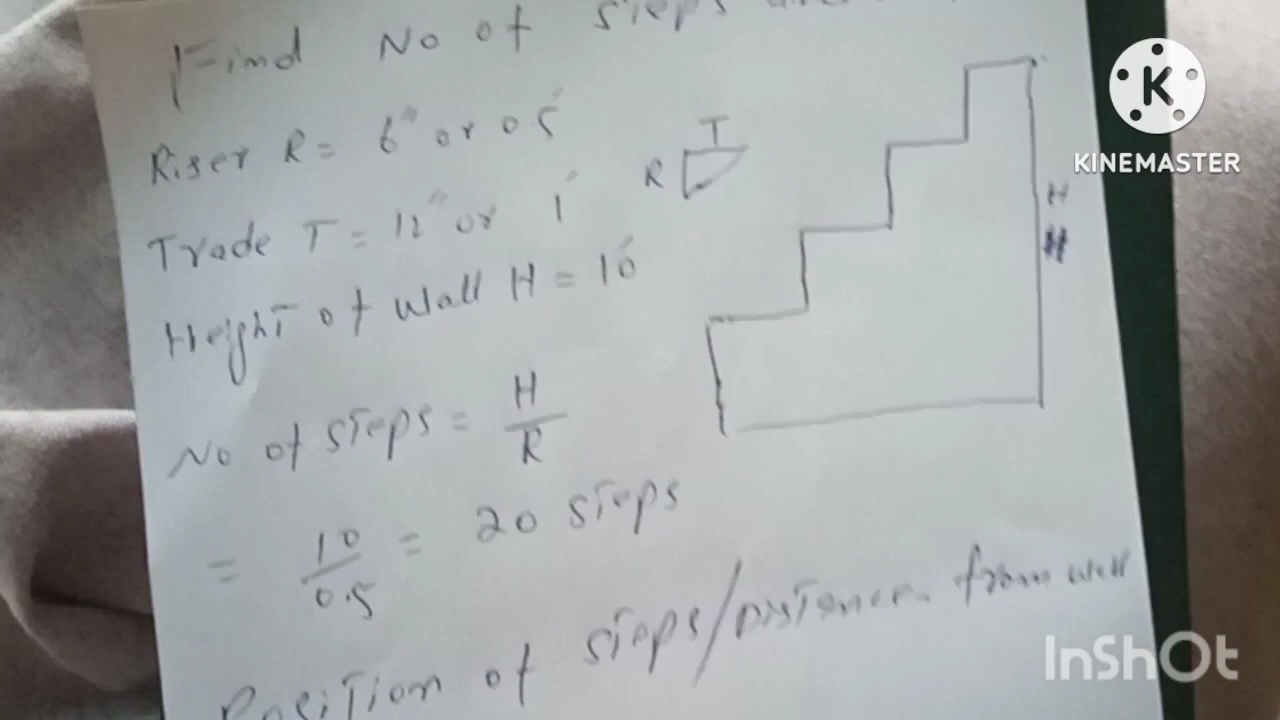 Find No of steps
Riser R = 6" or 0.5'
T
R
Trade T = 12" or 1'
Height of wall H = 10'
H
H
No of steps = H/R
= 10/0.5 = 20 steps
Position of steps/Distance from wall
K
KINEMASTER
InShOt